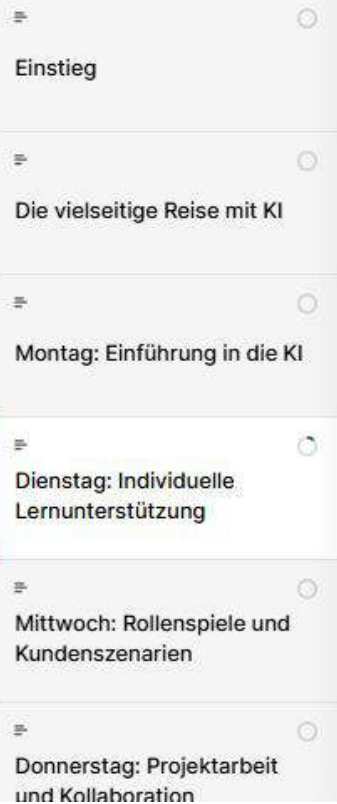 Einstieg
Die vielseitige Reise mit KI
Montag: Einführung in die KI
Dienstag: Individuelle
Lernunterstützung
Mittwoch: Rollenspiele und
Kundenszenarien
Donnerstag: Projektarbeit
und Kollaboration